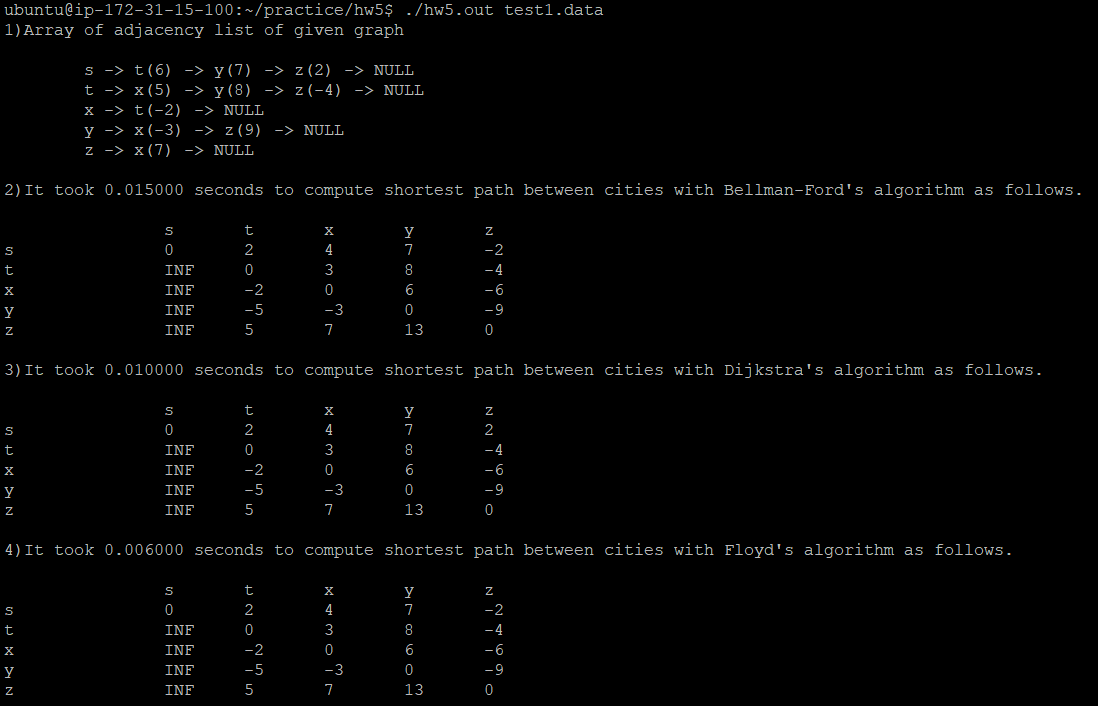 ubuntu@ip-172-31-15-100:~/practice/hw5$ ./hw5.out test1.data
1)Array of adjacency list of given graph
s -> t(6) -> y(7) -> z(2) -> NULL
t -> x(5) -> y(8) -> z(-4) -> NULL
x -> t(-2) -> NULL
y -> x(-3) -> z(9) -> NULL
z -> x(7) -> NULL
2)It took 0.015000 seconds to compute shortest path between cities with Bellman-Ford's algorithm as follows.
s t x y z
s 0 2 4 7 -2
t INF 0 3 8 -4
x INF -2 0 6 -6
y INF -5 -3 0 -9
z INF 5 7 13 0
3)It took 0.010000 seconds to compute shortest path between cities with Dijkstra's algorithm as follows.
s t x y z
s 0 2 4 7 2
t INF 0 3 8 -4
x INF -2 0 6 -6
y INF -5 -3 0 -9
z INF 5 7 13 0
4)It took 0.006000 seconds to compute shortest path between cities with Floyd's algorithm as follows.
s t x y z
s 0 2 4 7 -2
t INF 0 3 8 -4
x INF -2 0 6 -6
y INF -5 -3 0 -9
z INF 5 7 13 0